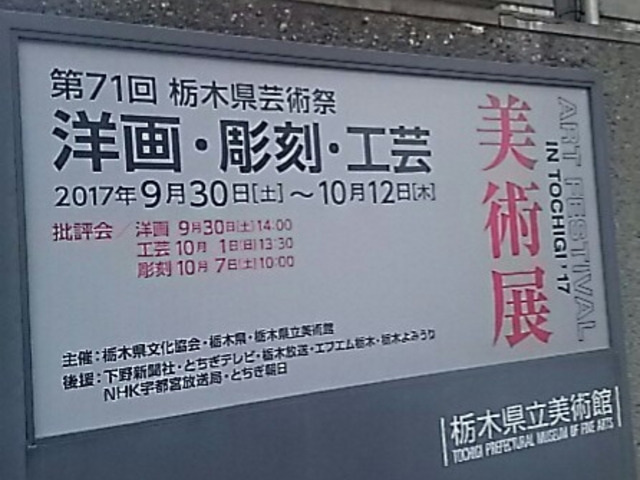 第71回 栃木県芸術祭
洋画・彫刻・工芸
2017年9月30日[土]～10月12日[木]
批評会／洋画 9月30日(土)14:00
工芸 10月 1日(日)13:30
彫刻 10月 7日(土)10:00
主催：栃木県文化協会・栃木県・栃木県立美術館
後援：下野新聞社・とちぎテレビ・栃木放送・エフエム栃木・栃木よみうり
NHK宇都宮放送局・とちぎ朝日
美術展
ART FESTIVAL
IN TOCHIGI '17
栃木県立美術館
TOCHIGI PREFECTURAL MUSEUM OF FINE ARTS